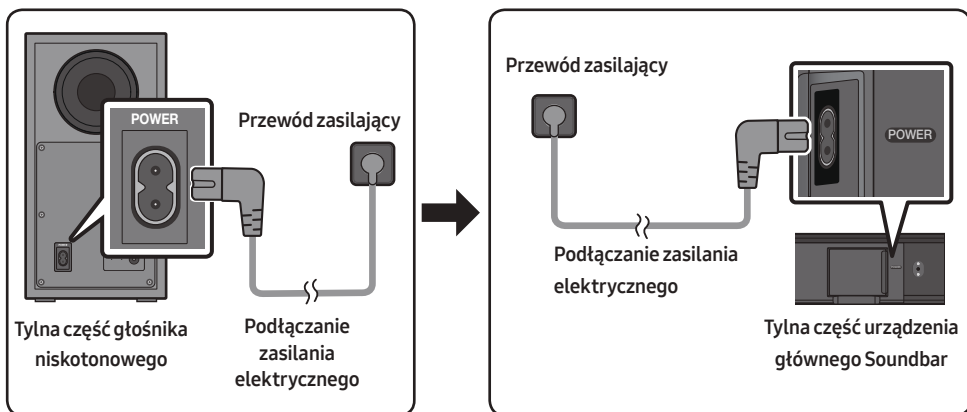 POWER
Przewód zasilający
Tylna część głośnika
niskotonowego
Podłączanie
zasilania
elektrycznego
Przewód zasilający
POWER
Podłączanie zasilania
elektrycznego
Tylna część urządzenia
głównego Soundbar